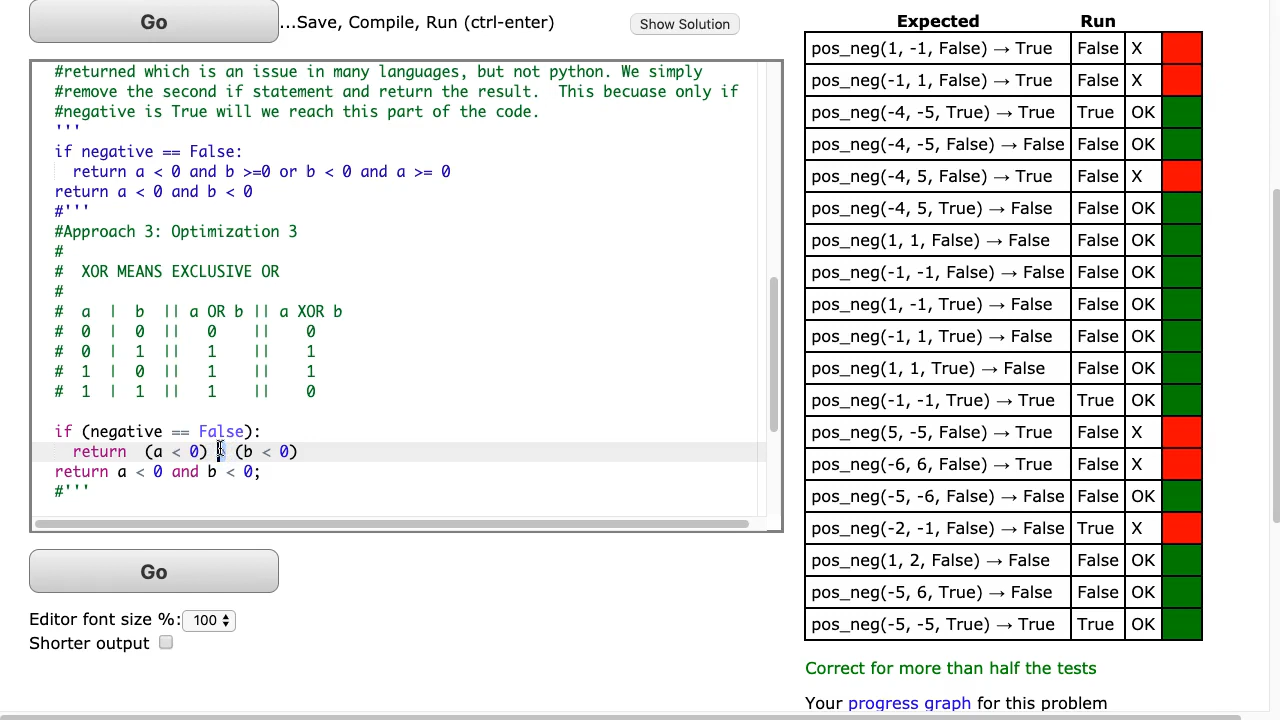 Go
...Save, Compile, Run (ctrl-enter)
Show Solution
#returned which is an issue in many languages, but not python. We simply
#remove the second if statement and return the result.  This becuase only if
#negative is True will we reach this part of the code.
'''
if negative == False:
  return a < 0 and b >=0 or b < 0 and a >= 0
return a < 0 and b < 0
#'''
#Approach 3: Optimization 3
#
#  XOR MEANS EXCLUSIVE OR
#
#  a  |  b  || a OR b || a XOR b
#  0  |  0  ||   0    ||    0
#  0  |  1  ||   1    ||    1
#  1  |  0  ||   1    ||    1
#  1  |  1  ||   1    ||    0
if (negative == False):
  return  (a < 0) (b < 0)
return a < 0 and b < 0;
#'''
Go
Editor font size %: 100
Shorter output
Expected Run
pos_neg(1, -1, False) → True False X
pos_neg(-1, 1, False) → True False X
pos_neg(-4, -5, True) → True True OK
pos_neg(-4, -5, False) → False False OK
pos_neg(-4, 5, False) → True False X
pos_neg(-4, 5, True) → False False OK
pos_neg(1, 1, False) → False False OK
pos_neg(-1, -1, False) → False False OK
pos_neg(1, -1, True) → False False OK
pos_neg(-1, 1, True) → False False OK
pos_neg(1, 1, True) → False False OK
pos_neg(-1, -1, True) → True True OK
pos_neg(5, -5, False) → True False X
pos_neg(-6, 6, False) → True False X
pos_neg(-5, -6, False) → False False OK
pos_neg(-2, -1, False) → False True X
pos_neg(1, 2, False) → False False OK
pos_neg(-5, 6, True) → False False OK
pos_neg(-5, -5, True) → True True OK
Correct for more than half the tests
Your progress graph for this problem